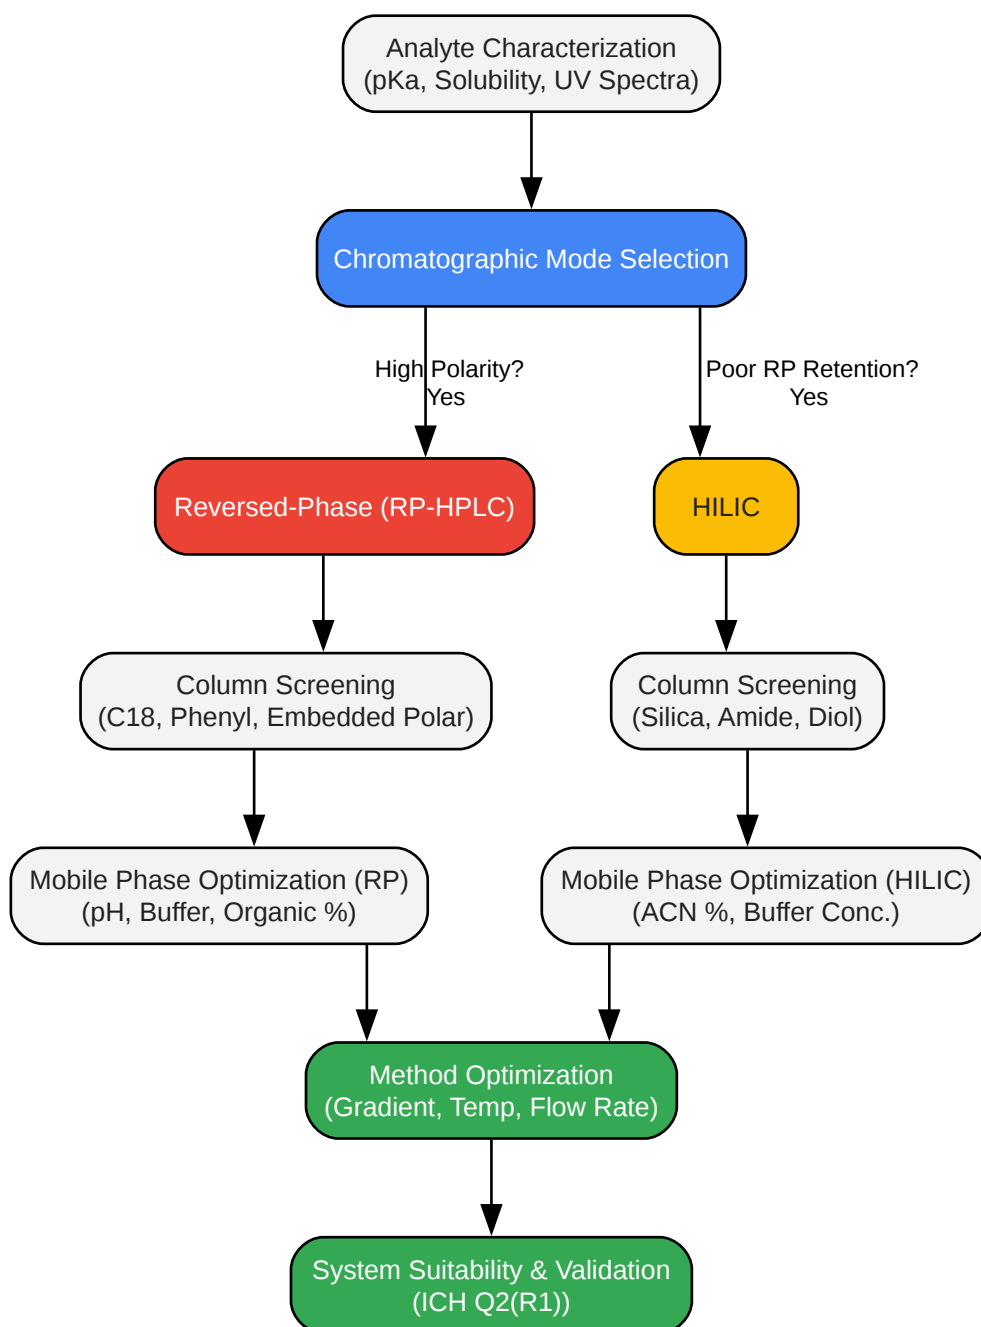 Analyte Characterization
(pKa, Solubility, UV Spectra)
Chromatographic Mode Selection
High Polarity?
Yes
Poor RP Retention?
Yes
Reversed-Phase (RP-HPLC)
HILIC
Column Screening
(C18, Phenyl, Embedded Polar)
Column Screening
(Silica, Amide, Diol)
Mobile Phase Optimization (RP)
(pH, Buffer, Organic %)
Mobile Phase Optimization (HILIC)
(ACN %, Buffer Conc.)
Method Optimization
(Gradient, Temp, Flow Rate)
System Suitability & Validation
(ICH Q2(R1))